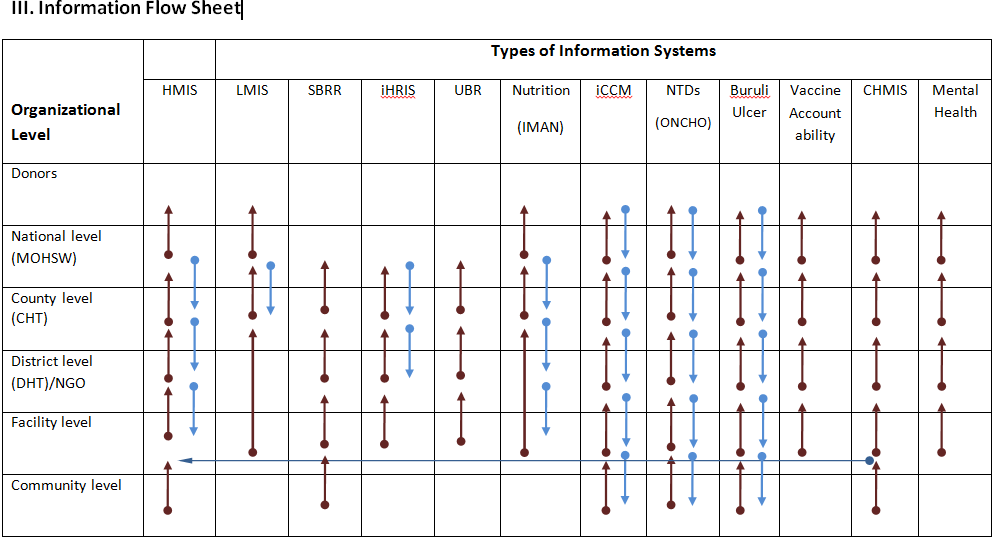 III. Information Flow Sheet
Types of Information Systems
Organizational
Level
HMIS
LMIS
SBRR
iHRIS
UBR
Nutrition
(IMAN)
iCCM
NTDs
(ONCHO)
Buruli
Ulcer
Vaccine
Account
ability
CHMIS
Mental
Health
Donors
National level
(MOHSW)
County level
(CHT)
District level
(DHT)/NGO
Facility level
Community level